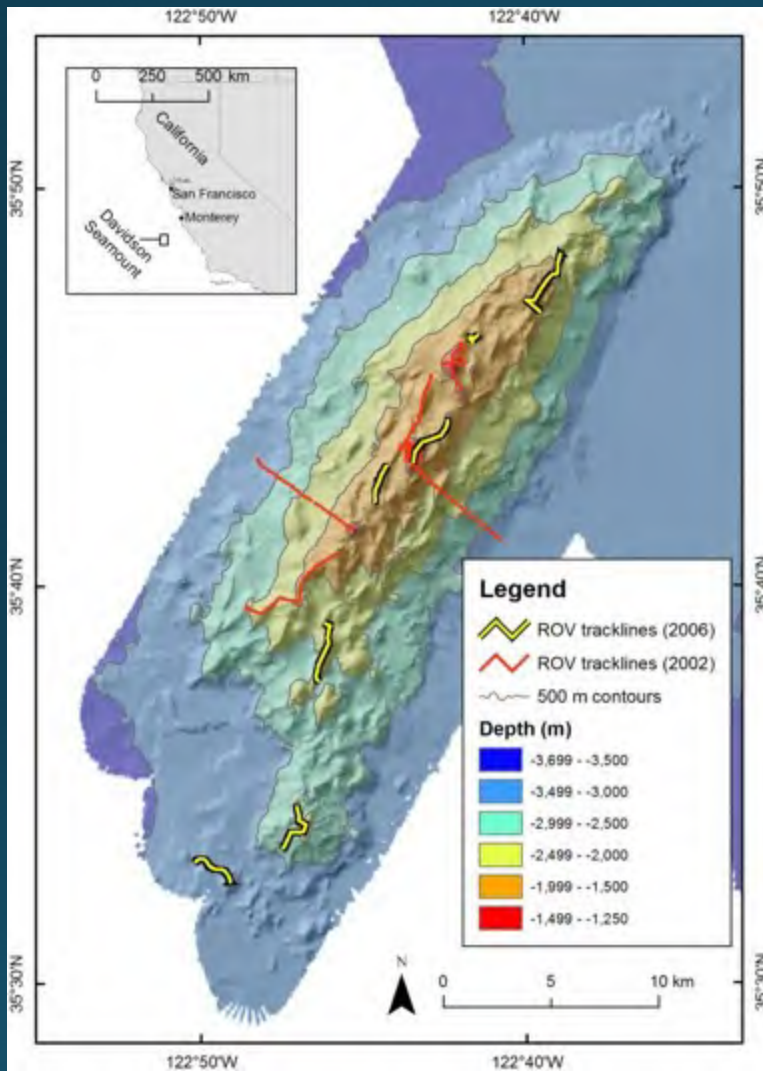 122°50'W
122°40'W
0 250 500 km
California
San Francisco
Monterey
Davidson
Seamount
35°50'N
35°50'N
35°40'N
35°40'N
Legend
ROV tracklines (2006)
ROV tracklines (2002)
500 m contours
Depth (m)
-3,699 - -3,500
-3,499 - -3,000
-2,999 - -2,500
-2,499 - -2,000
-1,999 - -1,500
-1,499 - -1,250
N
0 5 10 km
35°30'N
35°30'N
122°50'W
122°40'W